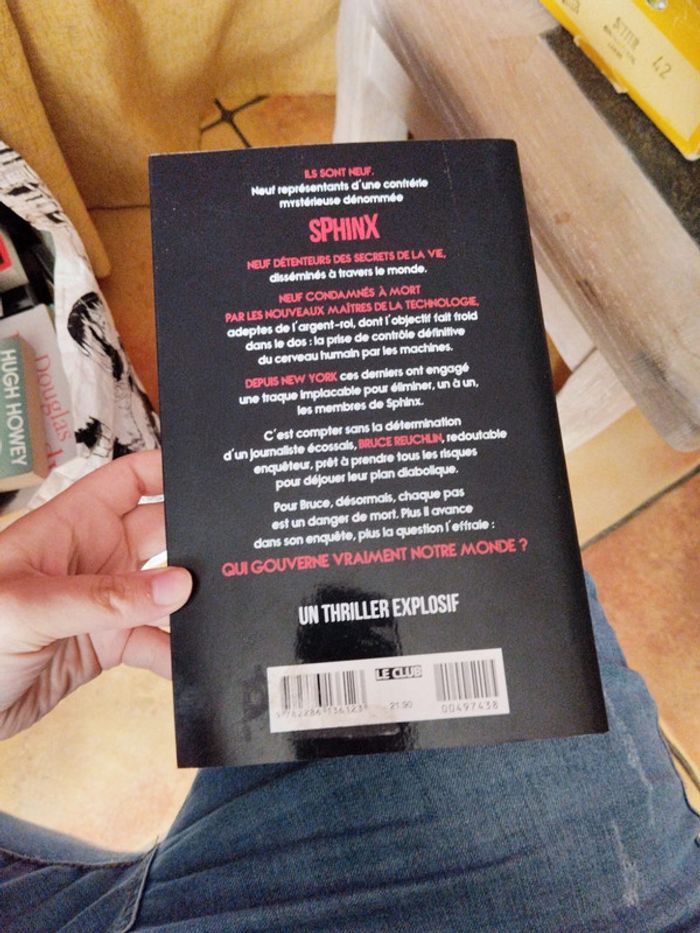 ILS SONT NEUF.
Neuf représentants d'une confrérie
mystérieuse dénommée
SPHINX
NEUF DÉTENTEURS DES SECRETS DE LA VIE,
disséminés à travers le monde.
NEUF CONDAMNÉS À MORT
PAR LES NOUVEAUX MAÎTRES DE LA TECHNOLOGIE,
adeptes de l'argent-roi, dont l'objectif fait froid
dans le dos : la prise de contrôle définitive
du cerveau humain par les machines.
DEPUIS NEW YORK ces derniers ont engagé
une traque implacable pour éliminer, un à un,
les membres de Sphinx.
C'est compter sans la détermination
d'un journaliste écossais, BRUCE REUCHLIN, redoutable
enquêteur, prêt à prendre tous les risques
pour déjouer leur plan diabolique.
Pour Bruce, désormais, chaque pas
est un danger de mort. Plus il avance
dans son enquête, plus la question l'effraie :
QUI GOUVERNE VRAIMENT NOTRE MONDE ?
UN THRILLER EXPLOSIF
LE CLUB
9782286136123
21.90
00497438
HUGH HOWEY
Douglas
42